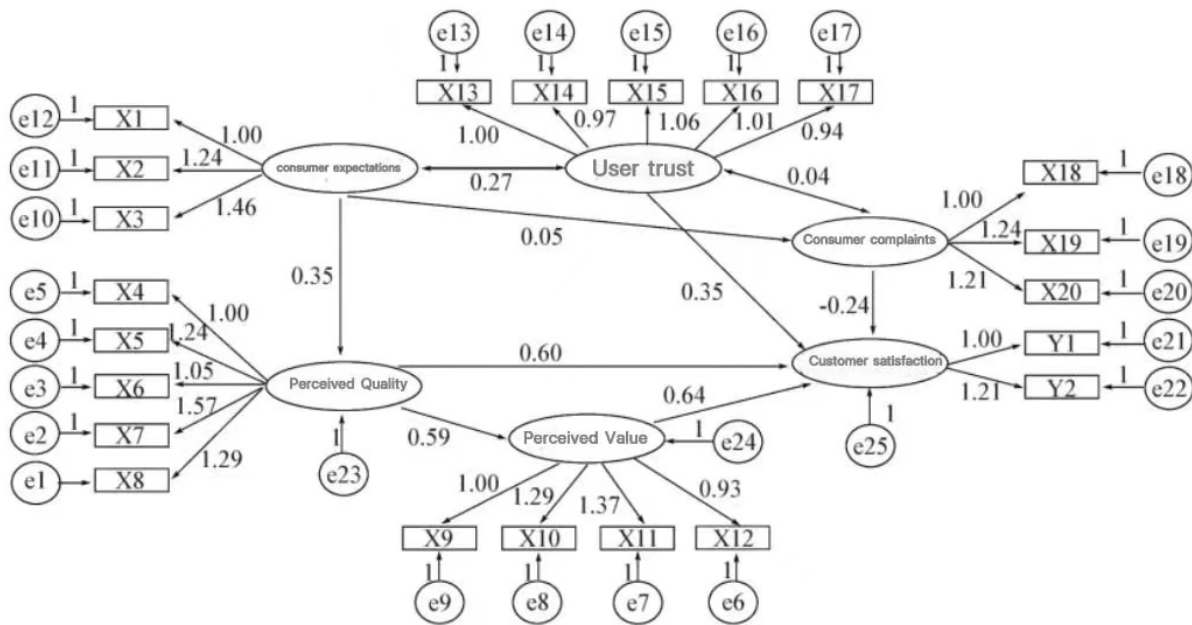 e13 e14 e15 e16 e17
1 1 1 1 1
X13 X14 X15 X16 X17
e12 1 X1
1.00 0.97 1.06 1.01 0.94
1.00
e11 1 X2 1.24
consumer expectations
User trust
0.27
e10 1 X3 1.46
0.04
X18 1 e18
1.00
0.05
Consumer complaints
1.24 X19 1 e19
1.21 X20 1 e20
0.35
0.35
-0.24
e5 1 X4 1.00
e4 1 X5 1.24
e3 1 X6 1.05
e2 1 X7 1.57
e1 X8 1.29
Perceived Quality
0.60
Customer satisfaction
1.00 Y1 1 e21
1.21 Y2 1 e22
0.64
0.59
Perceived Value
1 e24
1 e23
1 e25
1.00 1.29 1.37 0.93
X9 X10 X11 X12
1 1 1 1
e9 e8 e7 e6